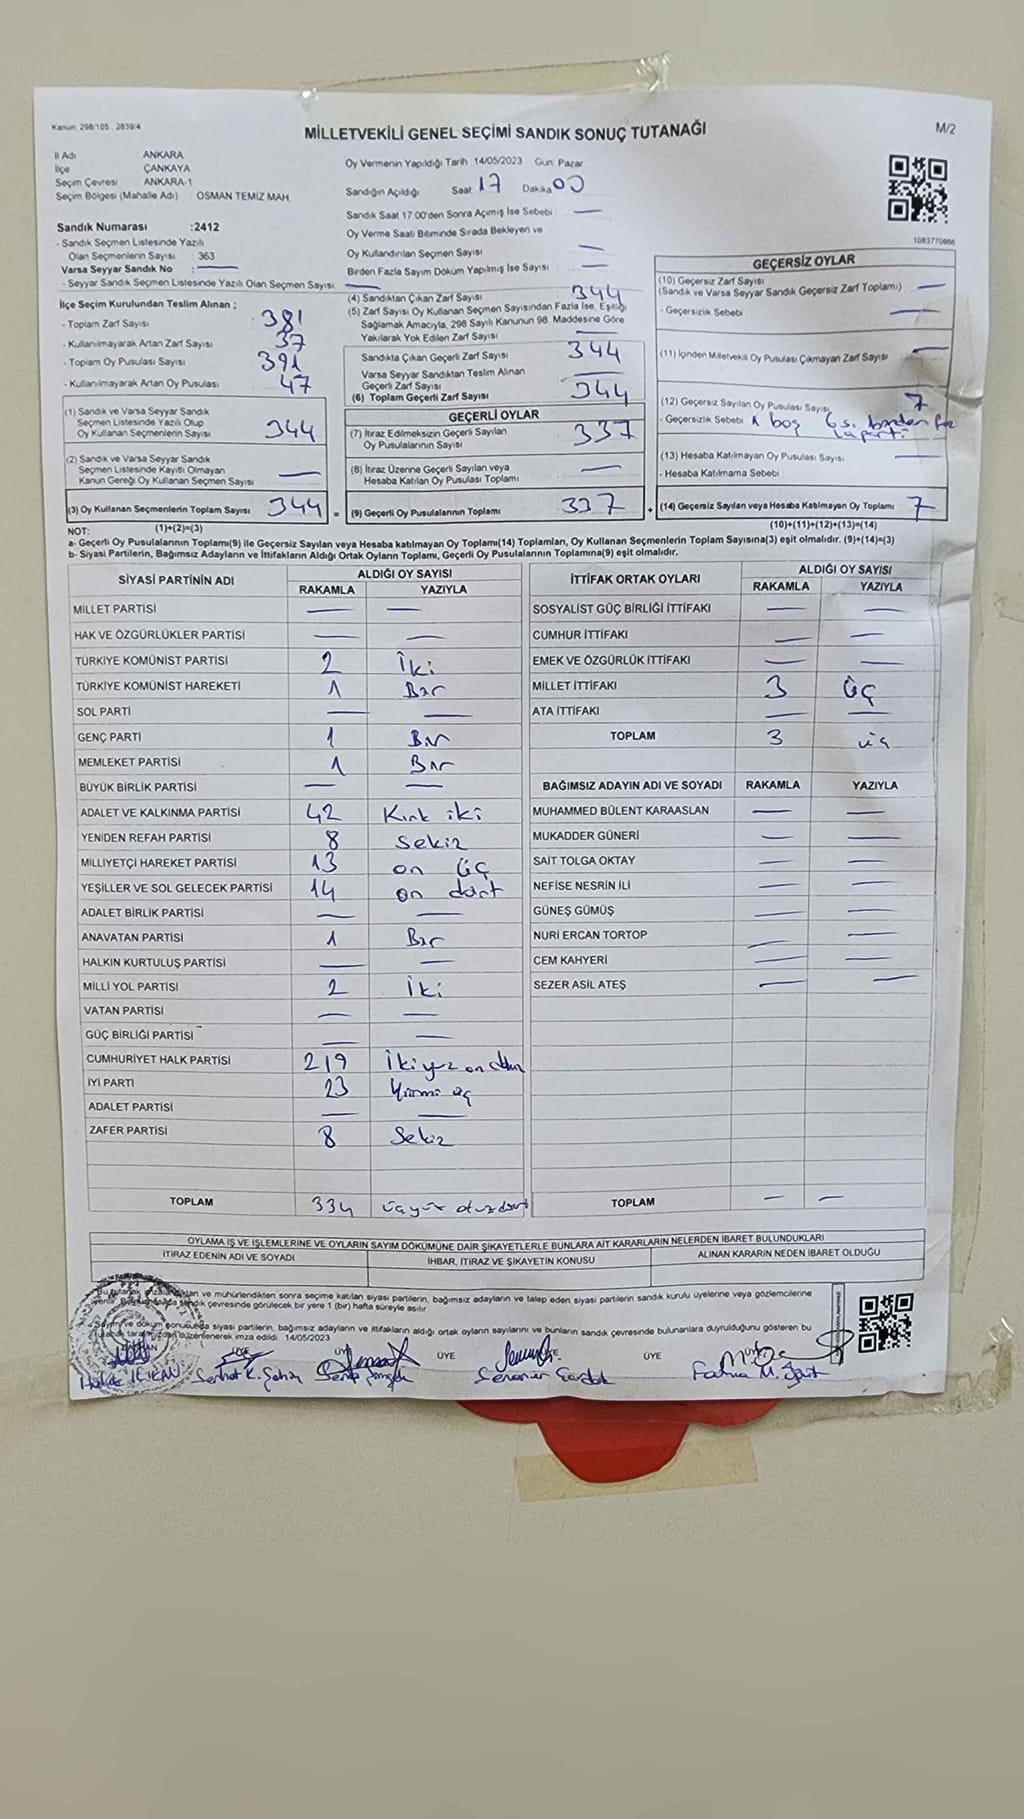 Kanun: 298/105 2839/4
MİLLETVEKİLİ GENEL SEÇİMİ SANDIK SONUÇ TUTANAĞI
M/2
İl Adı ANKARA
İlçe ÇANKAYA
Seçim Çevresi ANKARA-1
Seçim Bölgesi (Mahalle Adı) : OSMAN TEMİZ MAH.
Oy Vermenin Yapıldığı Tarih :14/05/2023 Gün: Pazar
Sandığın Açıldığı Saat 17 Dakika 00
Sandık Saat 17:00'den Sonra Açımış İse Sebebi : —
Oy Verme Saati Bitiminde Sırada Bekleyen ve
Oy Kullandırılan Seçmen Sayısı —
Birden Fazla Sayım Döküm Yapılmış İse Sayısı —
1083770666
Sandık Numarası :2412
- Sandık Seçmen Listesinde Yazılı
Olan Seçmenlerin Sayısı : 363
Varsa Seyyar Sandık No : —
- Seyyar Sandık Seçmen Listesinde Yazılı Olan Seçmen Sayısı : —
İlçe Seçim Kurulundan Teslim Alınan ;
- Toplam Zarf Sayısı : 381
- Kullanılmayarak Artan Zarf Sayısı : 37
- Toplam Oy Pusulası Sayısı : 391
- Kullanılmayarak Artan Oy Pusulası : 47
(1) Sandık ve Varsa Seyyar Sandık
Seçmen Listesinde Yazılı Olup
Oy Kullanan Seçmenlerin Sayısı 344
(2) Sandık ve Varsa Seyyar Sandık
Seçmen Listesinde Kayıtlı Olmayan
Kanun Gereği Oy Kullanan Seçmen Sayısı —
(3) Oy Kullanan Seçmenlerin Toplam Sayısı 344
(1)+(2)=(3)
(4) Sandıktan Çıkan Zarf Sayısı 344
(5) Zarf Sayısı Oy Kullanan Seçmen Sayısından Fazla İse, Eşitliği
Sağlamak Amacıyla, 298 Sayılı Kanunun 98. Maddesine Göre
Yakılarak Yok Edilen Zarf Sayısı —
Sandıkta Çıkan Geçerli Zarf Sayısı 344
Varsa Seyyar Sandıktan Teslim Alınan
Geçerli Zarf Sayısı —
(6) Toplam Geçerli Zarf Sayısı 344
GEÇERLİ OYLAR
(7) İtiraz Edilmeksizin Geçerli Sayılan
Oy Pusulalarının Sayısı 337
(8) İtiraz Üzerine Geçerli Sayılan veya
Hesaba Katılan Oy Pusulası Toplamı —
= (9) Geçerli Oy Pusulalarının Toplamı 337
GEÇERSİZ OYLAR
(10) Geçersiz Zarf Sayısı
(Sandık ve Varsa Seyyar Sandık Geçersiz Zarf Toplamı) : —
- Geçersizlik Sebebi : —
(11) İçinden Milletvekili Oy Pusulası Çıkmayan Zarf Sayısı : —
(12) Geçersiz Sayılan Oy Pusulası Sayısı : 7
- Geçersizlik Sebebi : 1 boş
parti
(13) Hesaba Katılmayan Oy Pusulası Sayısı : —
- Hesaba Katılmama Sebebi :
+ (14) Geçersiz Sayılan veya Hesaba Katılmayan Oy Toplamı 7
(10)+(11)+(12)+(13)=(14)
NOT:
a- Geçerli Oy Pusulalarının Toplamı(9) ile Geçersiz Sayılan veya Hesaba katılmayan Oy Toplamı(14) Toplamları, Oy Kullanan Seçmenlerin Toplam Sayısına(3) eşit olmalıdır. (9)+(14)=(3)
b- Siyasi Partilerin, Bağımsız Adayların ve İttifakların Aldığı Ortak Oyların Toplamı, Geçerli Oy Pusulalarının Toplamına(9) eşit olmalıdır.
SİYASİ PARTİNİN ADI ALDIĞI OY SAYISI
RAKAMLA YAZIYLA
MİLLET PARTİSİ — —
HAK VE ÖZGÜRLÜKLER PARTİSİ — —
TÜRKİYE KOMÜNİST PARTİSİ 2 İki
TÜRKİYE KOMÜNİST HAREKETİ 1 Bir
SOL PARTİ — —
GENÇ PARTİ 1 Bir
MEMLEKET PARTİSİ 1 Bir
BÜYÜK BİRLİK PARTİSİ — —
ADALET VE KALKINMA PARTİSİ 42 Kırk iki
YENİDEN REFAH PARTİSİ 8 Sekiz
MİLLİYETÇİ HAREKET PARTİSİ 13 on üç
YEŞİLLER VE SOL GELECEK PARTİSİ 14 on dört
ADALET BİRLİK PARTİSİ — —
ANAVATAN PARTİSİ 1 Bir
HALKIN KURTULUŞ PARTİSİ — —
MİLLİ YOL PARTİSİ 2 İki
VATAN PARTİSİ — —
GÜÇ BİRLİĞİ PARTİSİ — —
CUMHURİYET HALK PARTİSİ 219 İkiyüz on dokuz
İYİ PARTİ 23 Yirmi üç
ADALET PARTİSİ — —
ZAFER PARTİSİ 8 Sekiz
TOPLAM 334 üçyüz otuzdört
İTTİFAK ORTAK OYLARI ALDIĞI OY SAYISI
RAKAMLA YAZIYLA
SOSYALİST GÜÇ BİRLİĞİ İTTİFAKI — —
CUMHUR İTTİFAKI — —
EMEK VE ÖZGÜRLÜK İTTİFAKI — —
MİLLET İTTİFAKI 3 üç
ATA İTTİFAKI — —
TOPLAM 3 üç
BAĞIMSIZ ADAYIN ADI VE SOYADI RAKAMLA YAZIYLA
MUHAMMED BÜLENT KARAASLAN — —
MUKADDER GÜNERİ — —
SAİT TOLGA OKTAY — —
NEFİSE NESRİN İLİ — —
GÜNEŞ GÜMÜŞ — —
NURİ ERCAN TORTOP — —
CEM KAHYERİ — —
SEZER ASİL ATEŞ — —
TOPLAM — —
OYLAMA İŞ VE İŞLEMLERİNE VE OYLARIN SAYIM DÖKÜMÜNE DAİR ŞİKAYETLERLE BUNLARA AİT KARARLARIN NELERDEN İBARET BULUNDUKLARI
İTİRAZ EDENİN ADI VE SOYADI İHBAR, İTİRAZ VE ŞİKAYETİN KONUSU ALINAN KARARIN NEDEN İBARET OLDUĞU
Bu tutanak ve mühürlendikten sonra seçime katılan siyasi partilerin, bağımsız adayların ve talep eden siyasi partilerin sandık kurulu üyelerine veya gözlemcilerine
sandık çevresinde görülecek bir yere 1 (bir) hafta süreyle asılır
Sayım ve döküm sonucunda siyasi partilerin, bağımsız adayların ve ittifakların aldığı ortak oyların sayılarını ve bunların sandık çevresinde bulunanlara duyrulduğunu gösteren bu
tutanak tarafımızdan düzenlenerek imza edildi. 14/05/2023
ÜYE ÜYE ÜYE ÜYE
Serhat K. Şahin Fatma M.